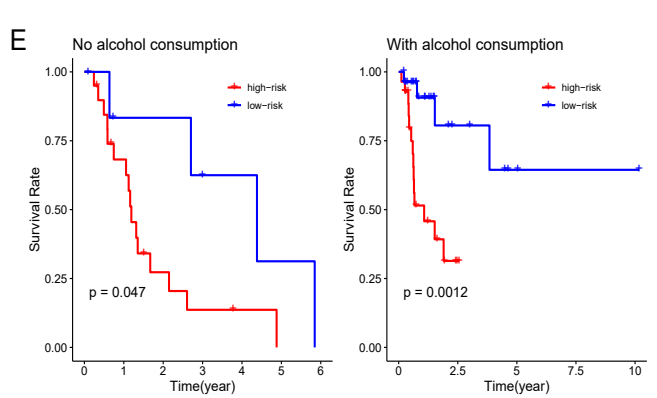 E
No alcohol consumption
With alcohol consumption
Survival Rate
1.00
0.75
0.50
0.25
0.00
high-risk
low-risk
p = 0.047
0 1 2 3 4 5 6
Time(year)
Survival Rate
1.00
0.75
0.50
0.25
0.00
high-risk
low-risk
p = 0.0012
0 2.5 5 7.5 10
Time(year)